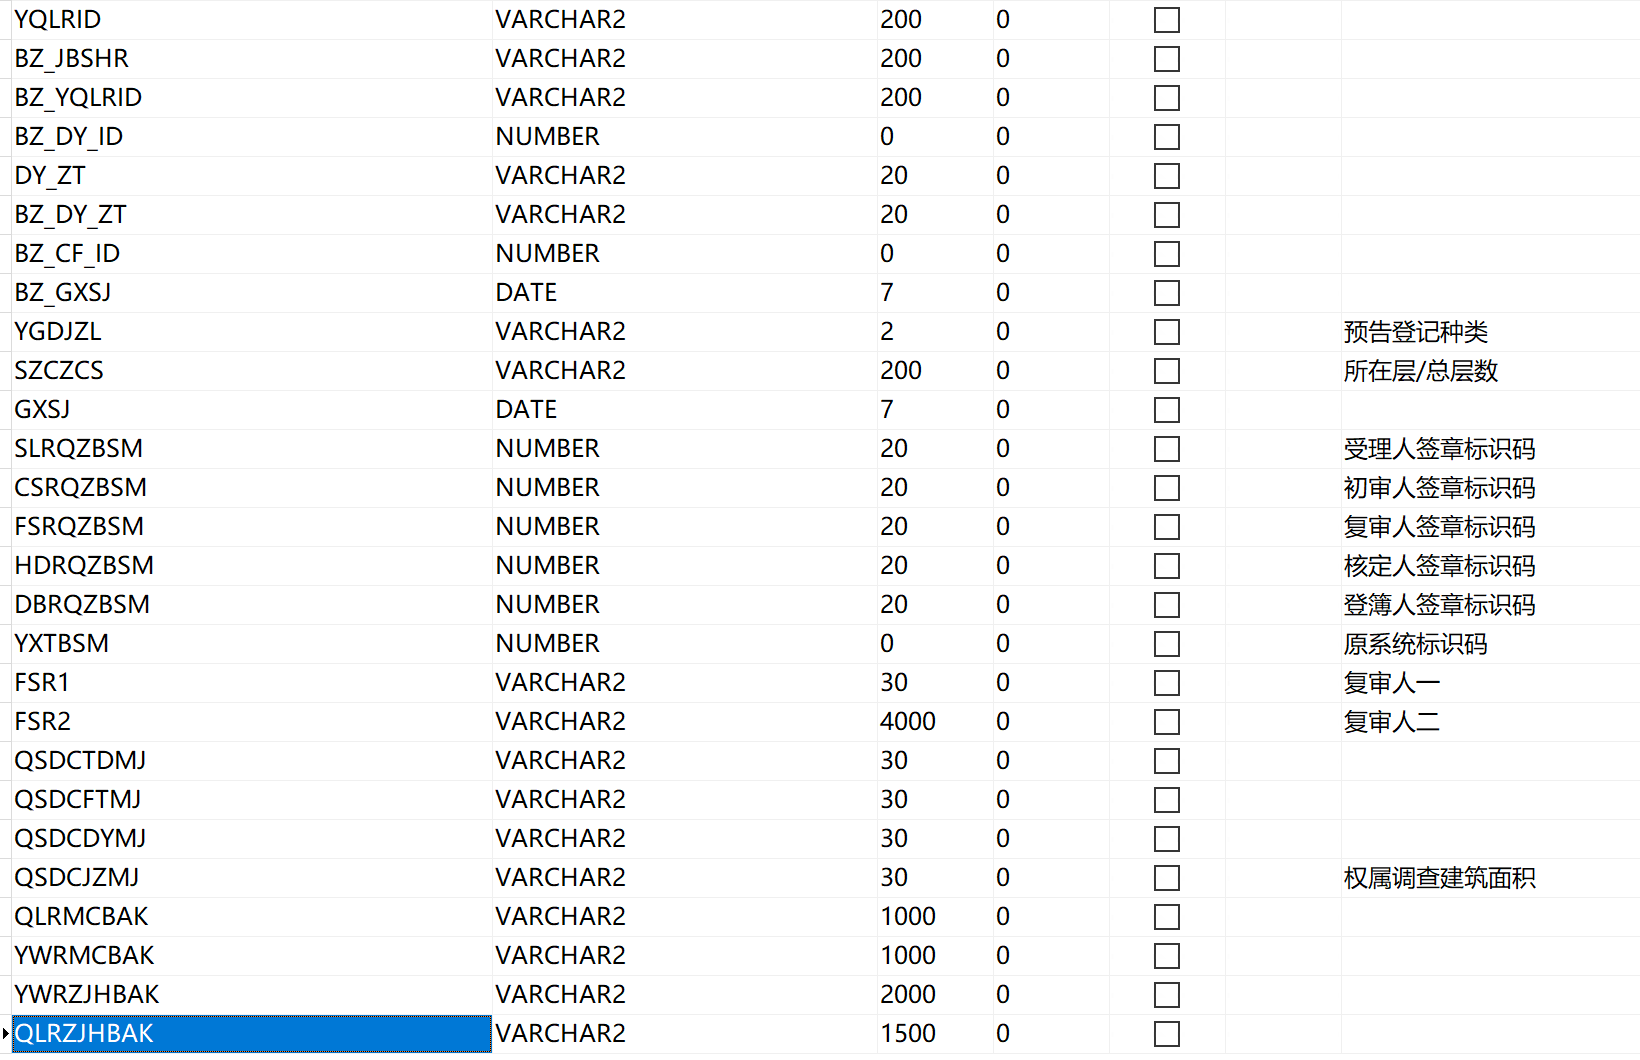 YQLRID VARCHAR2 200 0
BZ_JBSHR VARCHAR2 200 0
BZ_YQLRID VARCHAR2 200 0
BZ_DY_ID NUMBER 0 0
DY_ZT VARCHAR2 20 0
BZ_DY_ZT VARCHAR2 20 0
BZ_CF_ID NUMBER 0 0
BZ_GXSJ DATE 7 0
YGDJZL VARCHAR2 2 0 预告登记种类
SZCZCS VARCHAR2 200 0 所在层/总层数
GXSJ DATE 7 0
SLRQZBSM NUMBER 20 0 受理人签章标识码
CSRQZBSM NUMBER 20 0 初审人签章标识码
FSRQZBSM NUMBER 20 0 复审人签章标识码
HDRQZBSM NUMBER 20 0 核定人签章标识码
DBRQZBSM NUMBER 20 0 登簿人签章标识码
YXTBSM NUMBER 0 0 原系统标识码
FSR1 VARCHAR2 30 0 复审人一
FSR2 VARCHAR2 4000 0 复审人二
QSDCTDMJ VARCHAR2 30 0
QSDCFTMJ VARCHAR2 30 0
QSDCDYMJ VARCHAR2 30 0
QSDCJZMJ VARCHAR2 30 0 权属调查建筑面积
QLRMCBAK VARCHAR2 1000 0
YWRMCBAK VARCHAR2 1000 0
YWRZJHBAK VARCHAR2 2000 0
QLRZJHBAK VARCHAR2 1500 0